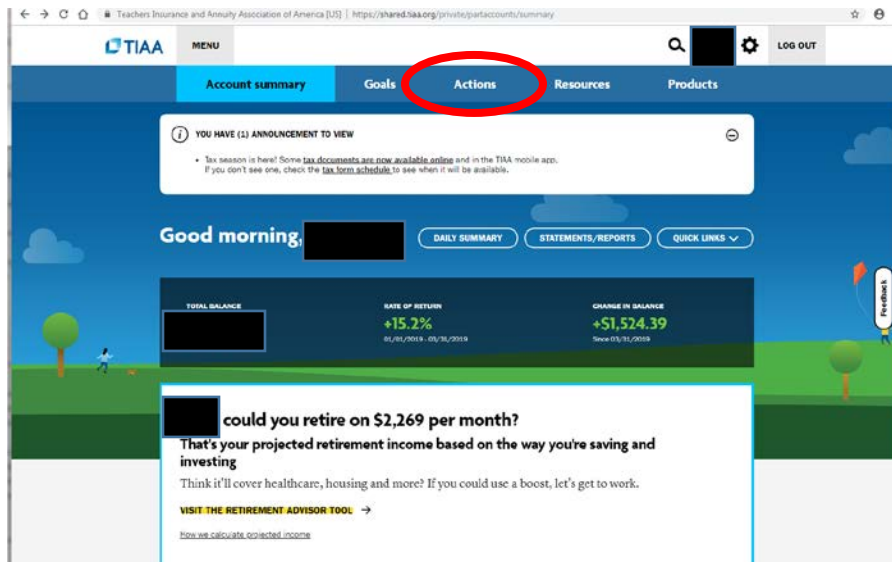 Teachers Insurance and Annuity Association of America [US] | https://shared.tiaa.org/private/partaccounts/summary
TIAA MENU LOG OUT
Account summary Goals Actions Resources Products
YOU HAVE (1) ANNOUNCEMENT TO VIEW
• Tax season is here! Some tax documents are now available online and in the TIAA mobile app.
If you don't see one, check the tax form schedule to see when it will be available.
Good morning, DAILY SUMMARY STATEMENTS/REPORTS QUICK LINKS
TOTAL BALANCE RATE OF RETURN CHANGE IN BALANCE
+15.2% +$1,524.39
01/01/2019 - 03/31/2019 Since 03/31/2019
Feedback
could you retire on $2,269 per month?
That's your projected retirement income based on the way you're saving and
investing
Think it'll cover healthcare, housing and more? If you could use a boost, let's get to work.
VISIT THE RETIREMENT ADVISOR TOOL →
How we calculate projected income